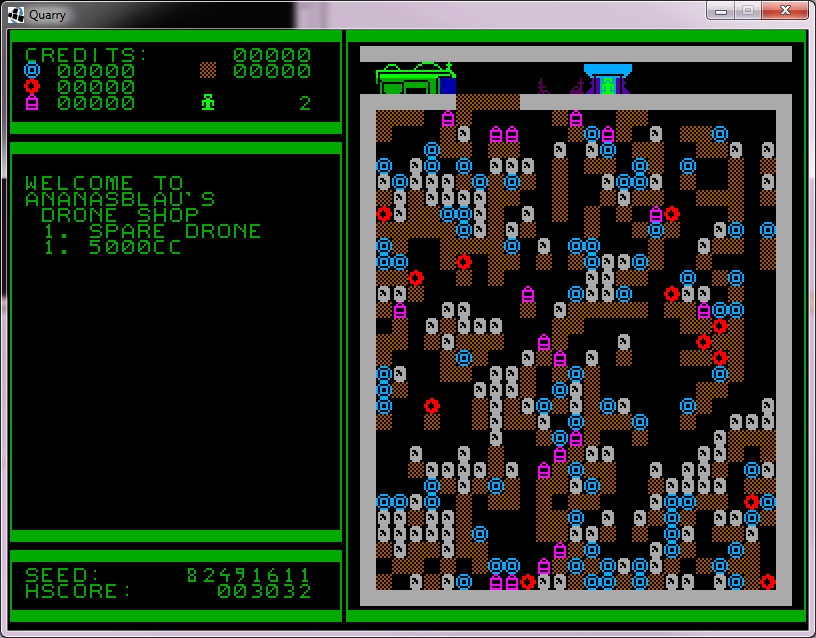 Quarry
CREDITS: 00000
00000 00000
00000
00000 2
WELCOME TO
ANANASBLAU'S
DRONE SHOP
1. SPARE DRONE
1. 5000CC
SEED: 82491611
HSCORE: 003032